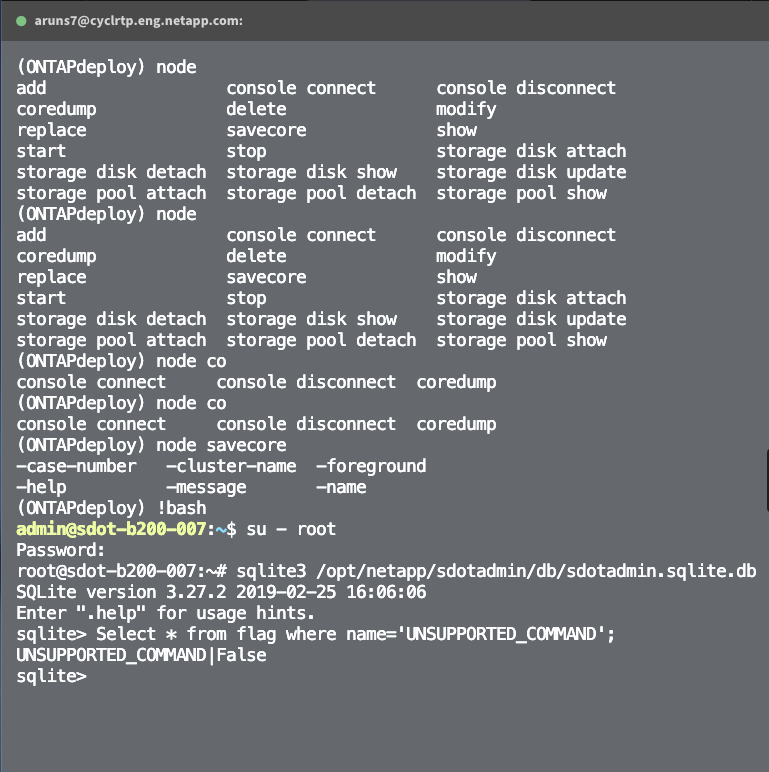 aruns7@cyclrtp.eng.netapp.com:
(ONTAPdeploy) node
add console connect console disconnect
coredump delete modify
replace savecore show
start stop storage disk attach
storage disk detach storage disk show storage disk update
storage pool attach storage pool detach storage pool show
(ONTAPdeploy) node
add console connect console disconnect
coredump delete modify
replace savecore show
start stop storage disk attach
storage disk detach storage disk show storage disk update
storage pool attach storage pool detach storage pool show
(ONTAPdeploy) node co
console connect console disconnect coredump
(ONTAPdeploy) node co
console connect console disconnect coredump
(ONTAPdeploy) node savecore
-case-number -cluster-name -foreground
-help -message -name
(ONTAPdeploy) !bash
admin@sdot-b200-007:~$ su - root
Password:
root@sdot-b200-007:~# sqlite3 /opt/netapp/sdotadmin/db/sdotadmin.sqlite.db
SQLite version 3.27.2 2019-02-25 16:06:06
Enter ".help" for usage hints.
sqlite> Select * from flag where name='UNSUPPORTED_COMMAND';
UNSUPPORTED_COMMAND|False
sqlite>